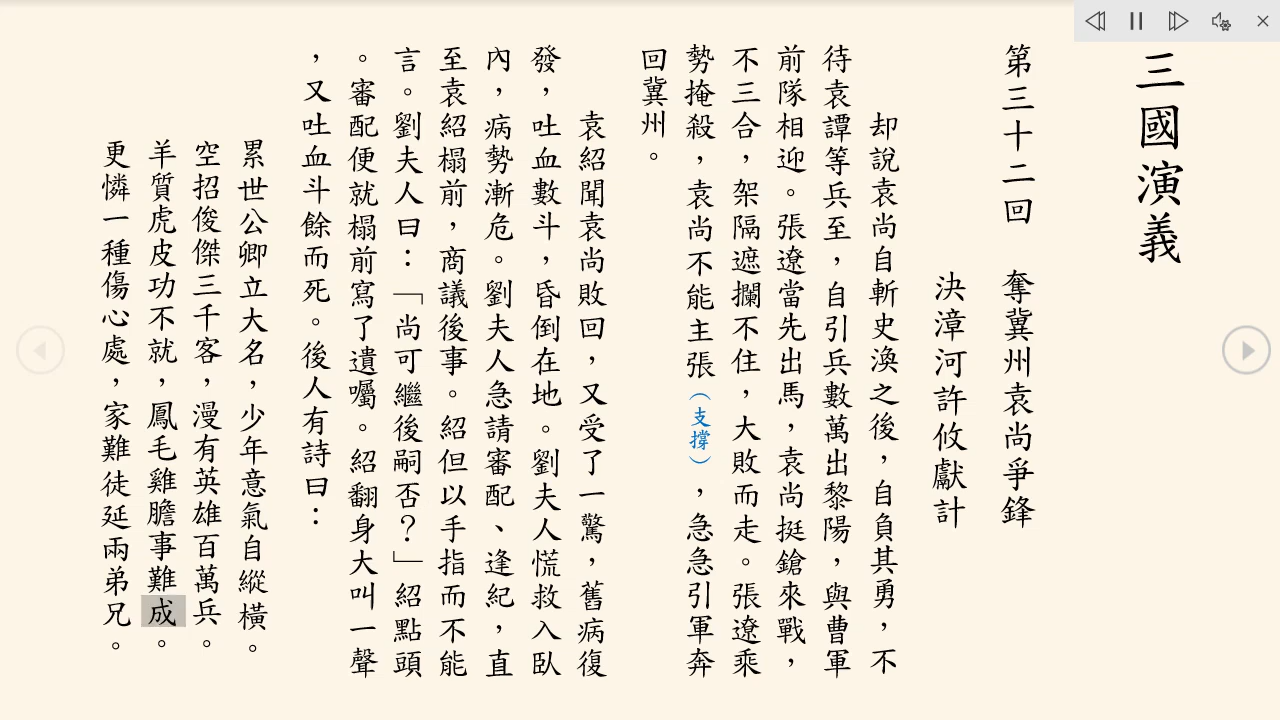 三國演義
第三十二回　奪冀州袁尚爭鋒
決漳河許攸獻計
却說袁尚自斬史渙之後，自負其勇，不
待袁譚等兵至，自引兵數萬出黎陽，與曹軍
前隊相迎。張遼當先出馬，袁尚挺鎗來戰，
不三合，架隔遮攔不住，大敗而走。張遼乘
勢掩殺，袁尚不能主張（支撐），急急引軍奔
回冀州。
袁紹聞袁尚敗回，又受了一驚，舊病復
發，吐血數斗，昏倒在地。劉夫人慌救入臥
內，病勢漸危。劉夫人急請審配、逢紀，直
至袁紹榻前，商議後事。紹但以手指而不能
言。劉夫人曰：「尚可繼後嗣否？」紹點頭
。審配便就榻前寫了遺囑。紹翻身大叫一聲
，又吐血斗餘而死。後人有詩曰：
累世公卿立大名，少年意氣自縱橫。
空招俊傑三千客，漫有英雄百萬兵。
羊質虎皮功不就，鳳毛雞膽事難成。
更憐一種傷心處，家難徒延兩弟兄。